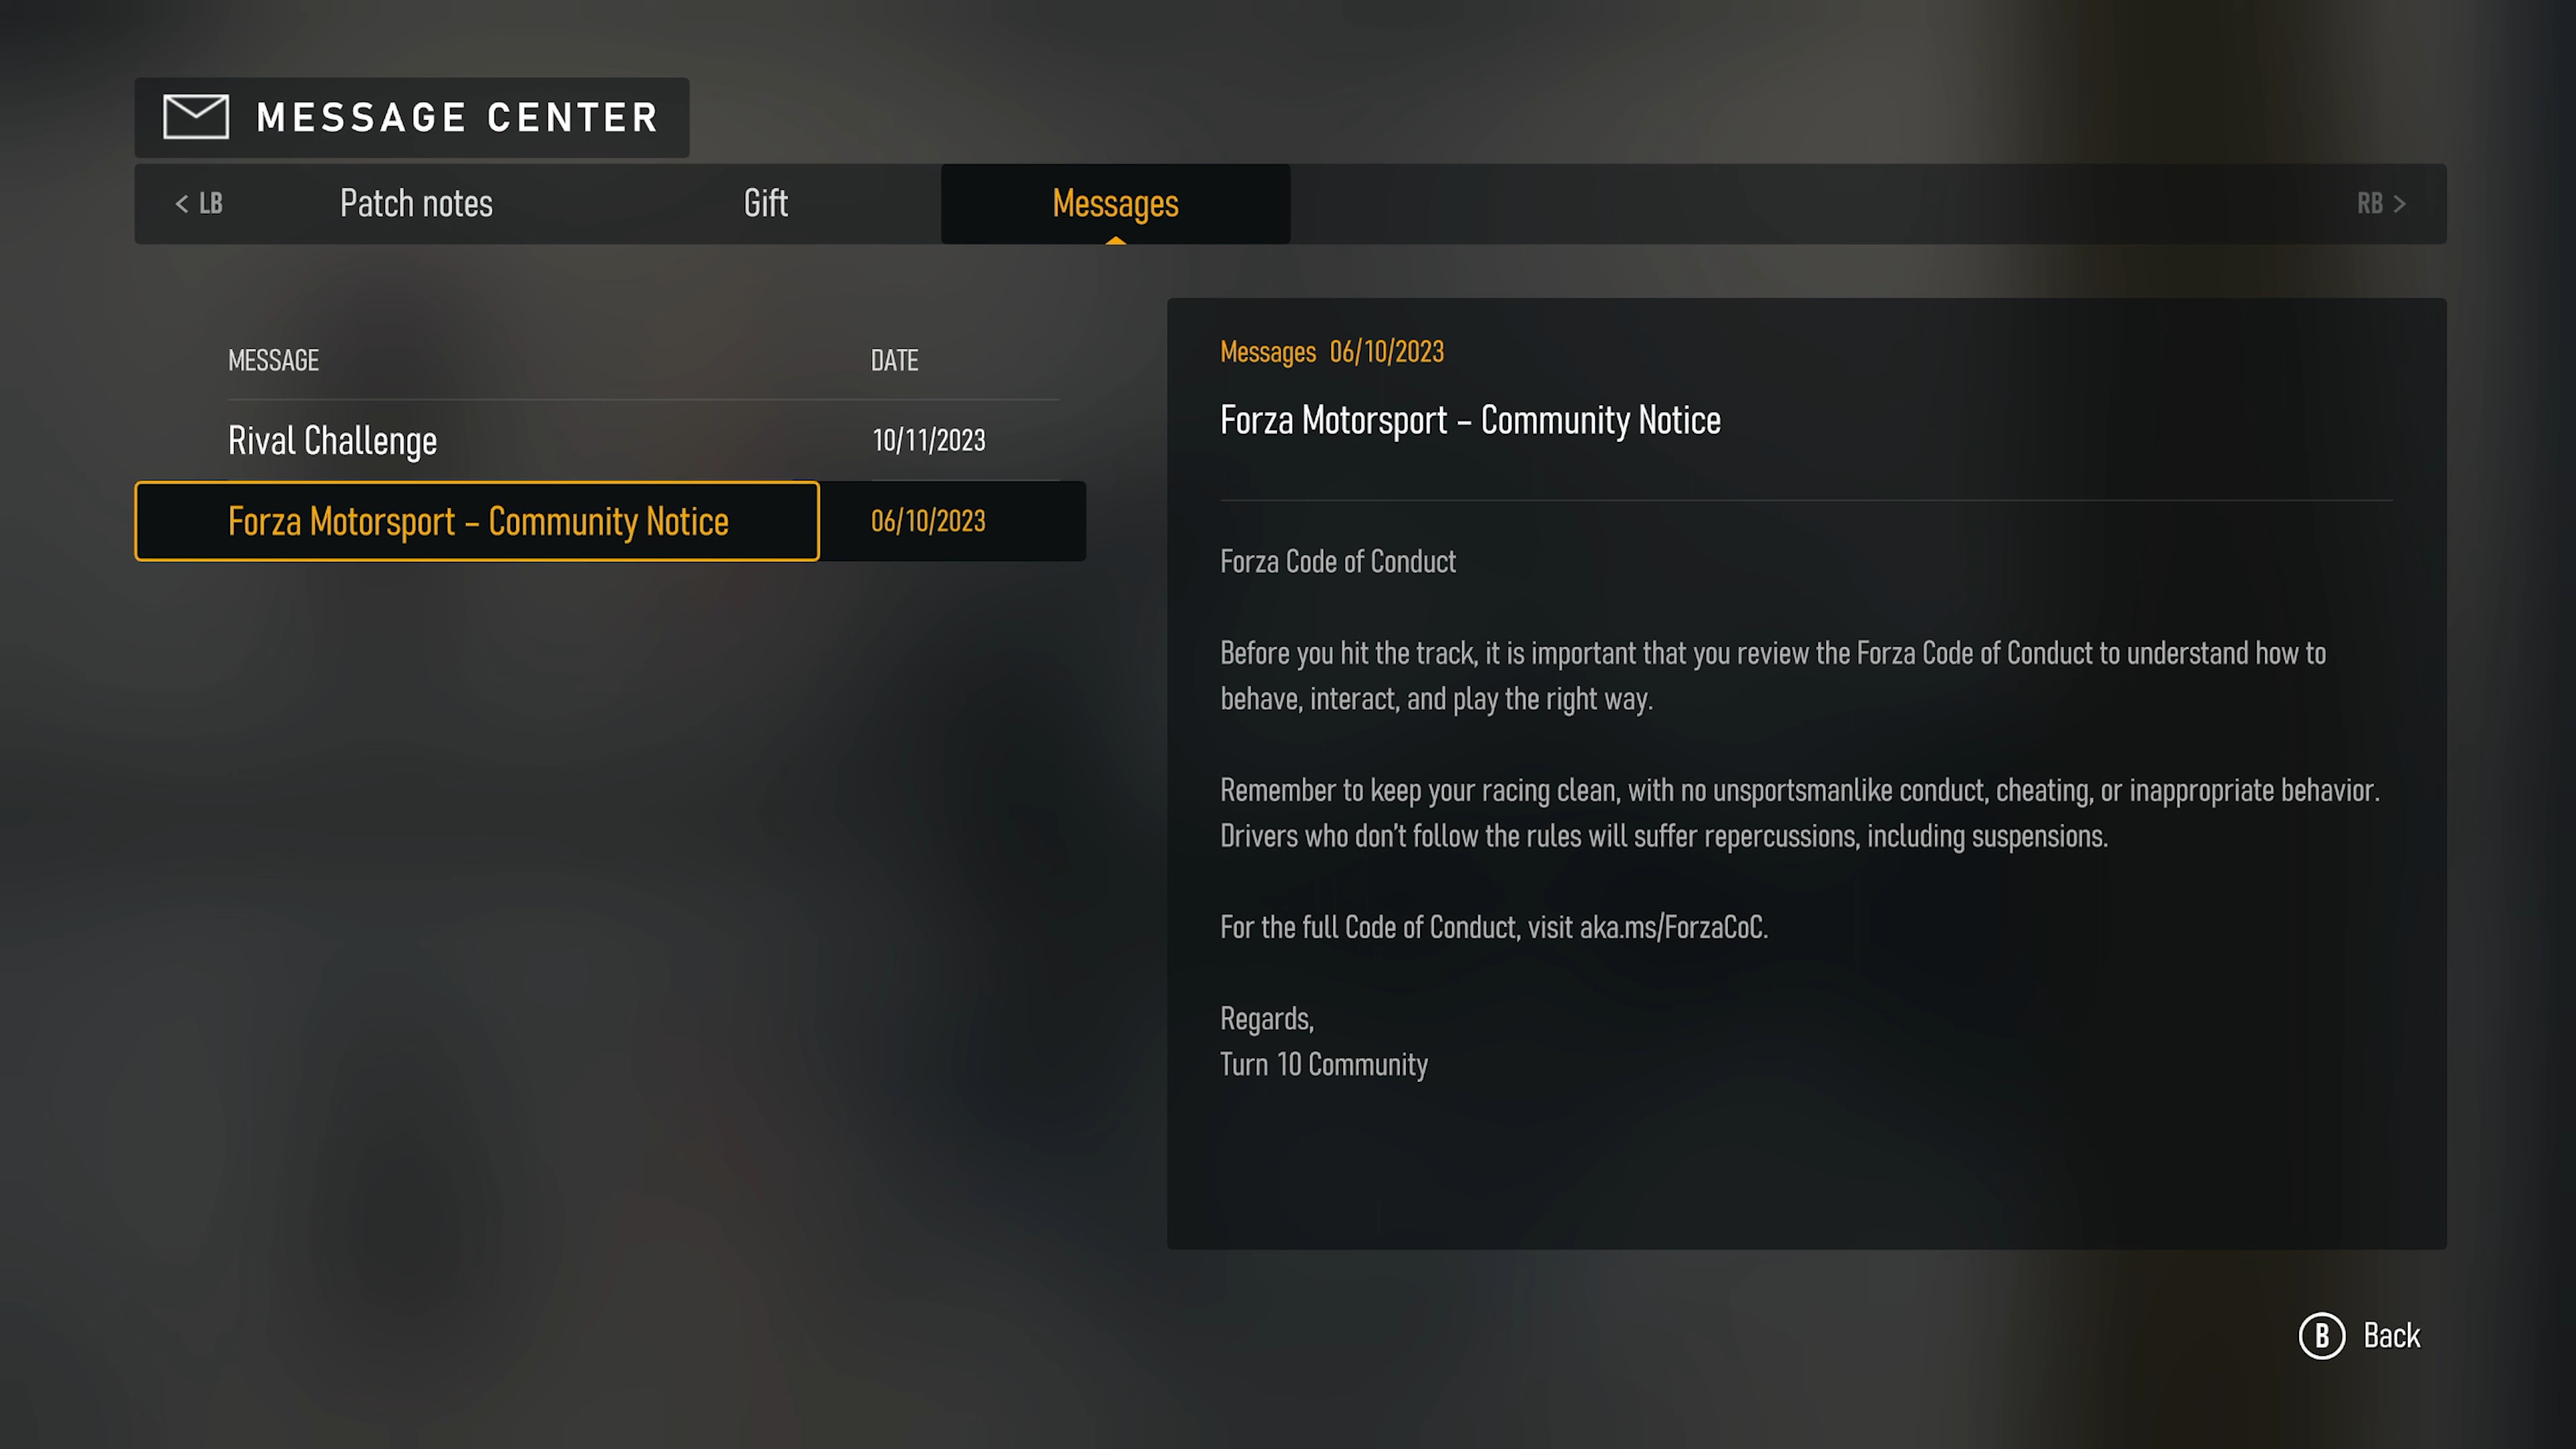 MESSAGE CENTER
< LB Patch notes Gift Messages RB >
MESSAGE DATE
Rival Challenge 10/11/2023
Forza Motorsport – Community Notice 06/10/2023
Messages 06/10/2023
Forza Motorsport – Community Notice
Forza Code of Conduct
Before you hit the track, it is important that you review the Forza Code of Conduct to understand how to
behave, interact, and play the right way.
Remember to keep your racing clean, with no unsportsmanlike conduct, cheating, or inappropriate behavior.
Drivers who don't follow the rules will suffer repercussions, including suspensions.
For the full Code of Conduct, visit aka.ms/ForzaCoC.
Regards,
Turn 10 Community
B Back